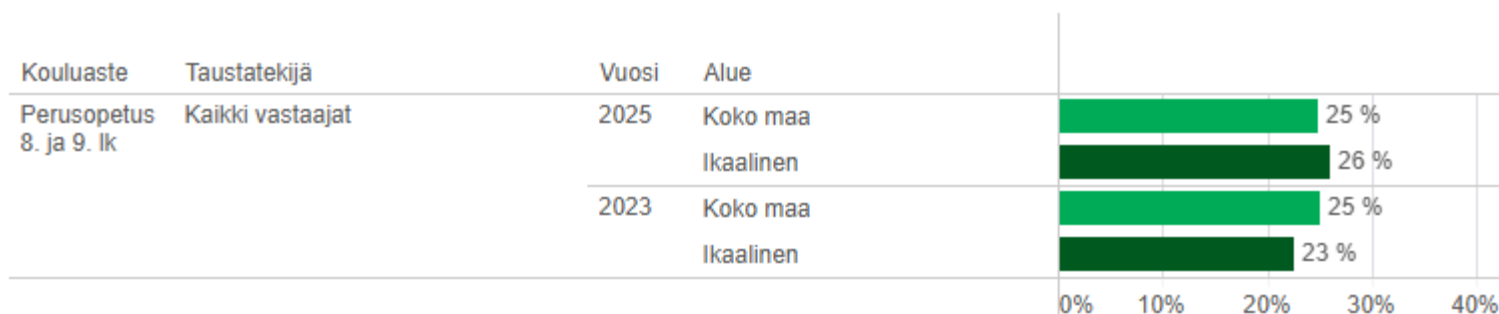 Kouluaste Taustatekijä Vuosi Alue
Perusopetus Kaikki vastaajat 2025 Koko maa 25 %
8. ja 9. lk
Ikaalinen 26 %
2023 Koko maa 25 %
Ikaalinen 23 %
0% 10% 20% 30% 40%